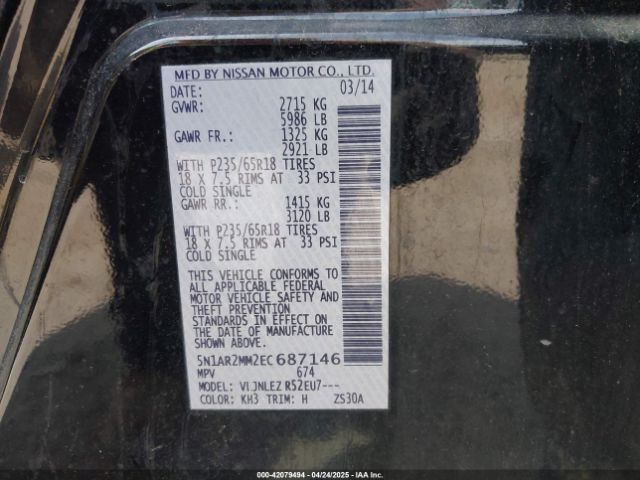 MFD BY NISSAN MOTOR CO., LTD.
DATE: 03/14
GVWR: 2715 KG
5986 LB
GAWR FR.: 1325 KG
2921 LB
WITH P235/65R18 TIRES
18 X 7.5 RIMS AT 33 PSI
COLD SINGLE
GAWR RR.: 1415 KG
3120 LB
WITH P235/65R18 TIRES
18 X 7.5 RIMS AT 33 PSI
COLD SINGLE
THIS VEHICLE CONFORMS TO
ALL APPLICABLE FEDERAL
MOTOR VEHICLE SAFETY AND
THEFT PREVENTION
STANDARDS IN EFFECT ON
THE DATE OF MANUFACTURE
SHOWN ABOVE.
5N1AR2MM2EC687146
MPV 674
MODEL: VIJNLEZ R52EU7---
COLOR: KH3 TRIM: H ZS30A
000-42079494 - 04/24/2025 - IAAI.com